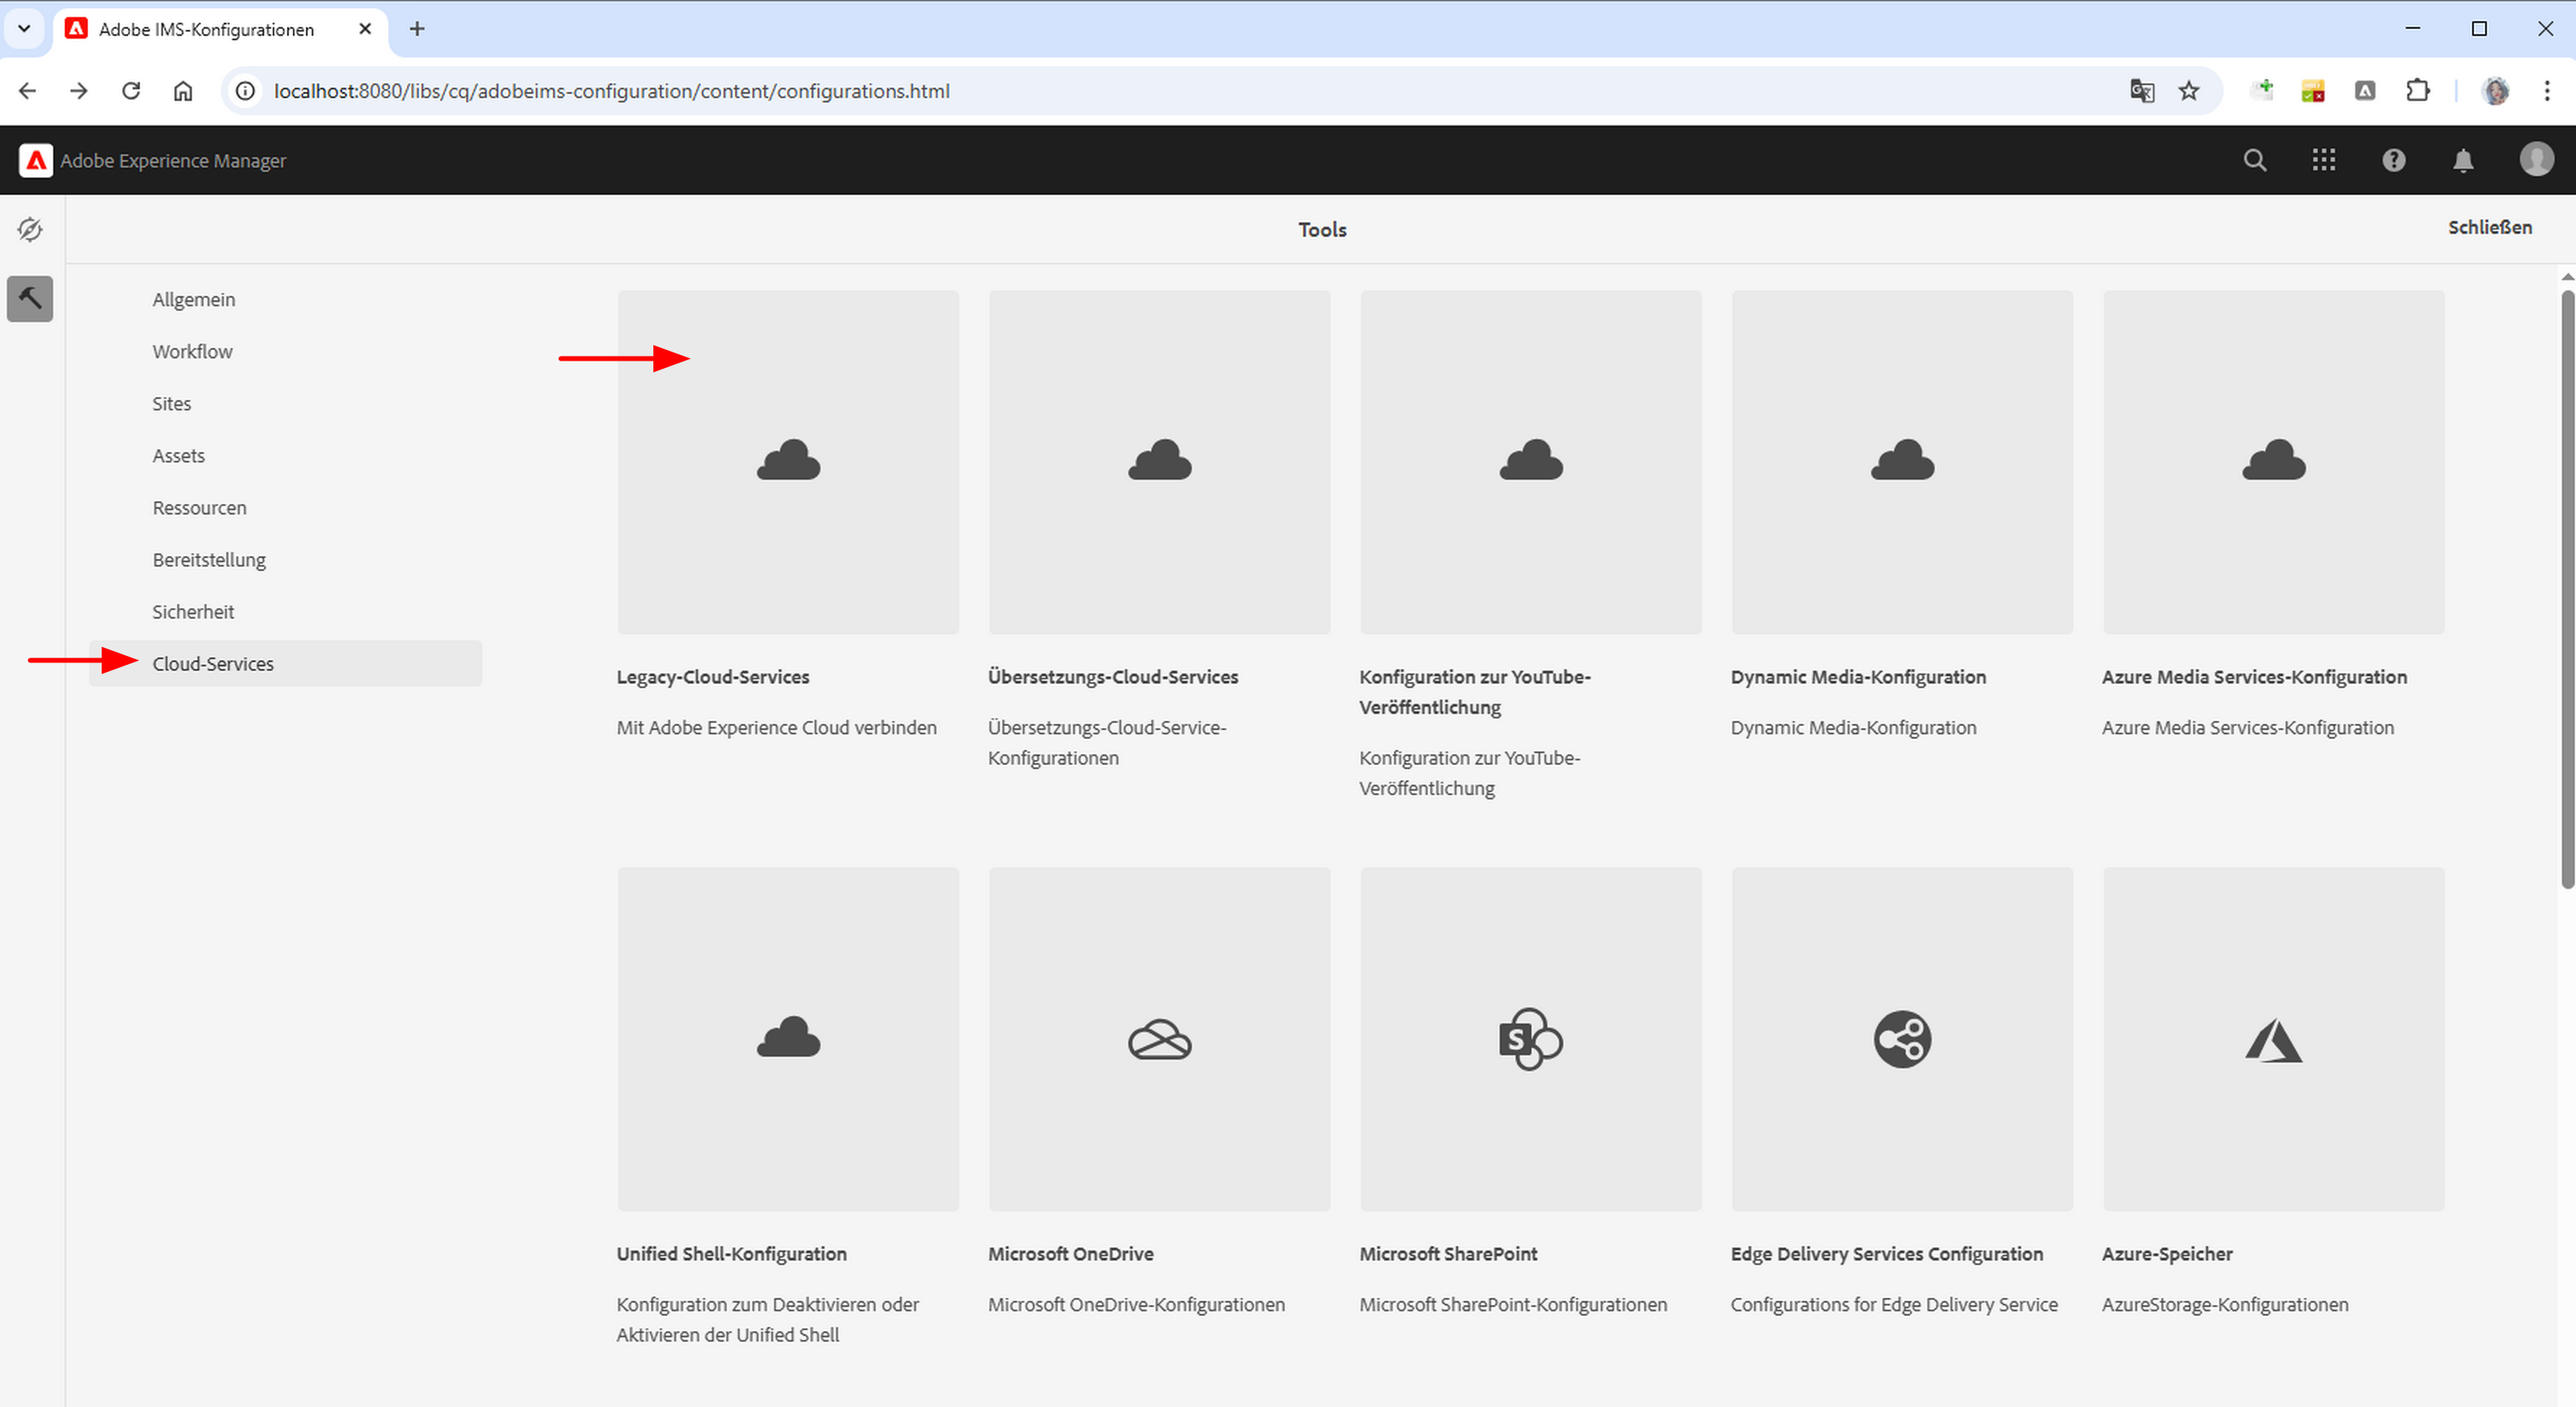 Adobe IMS-Konfigurationen
localhost:8080/libs/cq/adobeims-configuration/content/configurations.html
Adobe Experience Manager
Tools
Schließen
Allgemein
Workflow
Sites
Assets
Ressourcen
Bereitstellung
Sicherheit
Cloud-Services
Legacy-Cloud-Services
Mit Adobe Experience Cloud verbinden
Übersetzungs-Cloud-Services
Übersetzungs-Cloud-Service-
Konfigurationen
Konfiguration zur YouTube-
Veröffentlichung
Konfiguration zur YouTube-
Veröffentlichung
Dynamic Media-Konfiguration
Dynamic Media-Konfiguration
Azure Media Services-Konfiguration
Azure Media Services-Konfiguration
Unified Shell-Konfiguration
Konfiguration zum Deaktivieren oder
Aktivieren der Unified Shell
Microsoft OneDrive
Microsoft OneDrive-Konfigurationen
S
Microsoft SharePoint
Microsoft SharePoint-Konfigurationen
Edge Delivery Services Configuration
Configurations for Edge Delivery Service
Azure-Speicher
AzureStorage-Konfigurationen